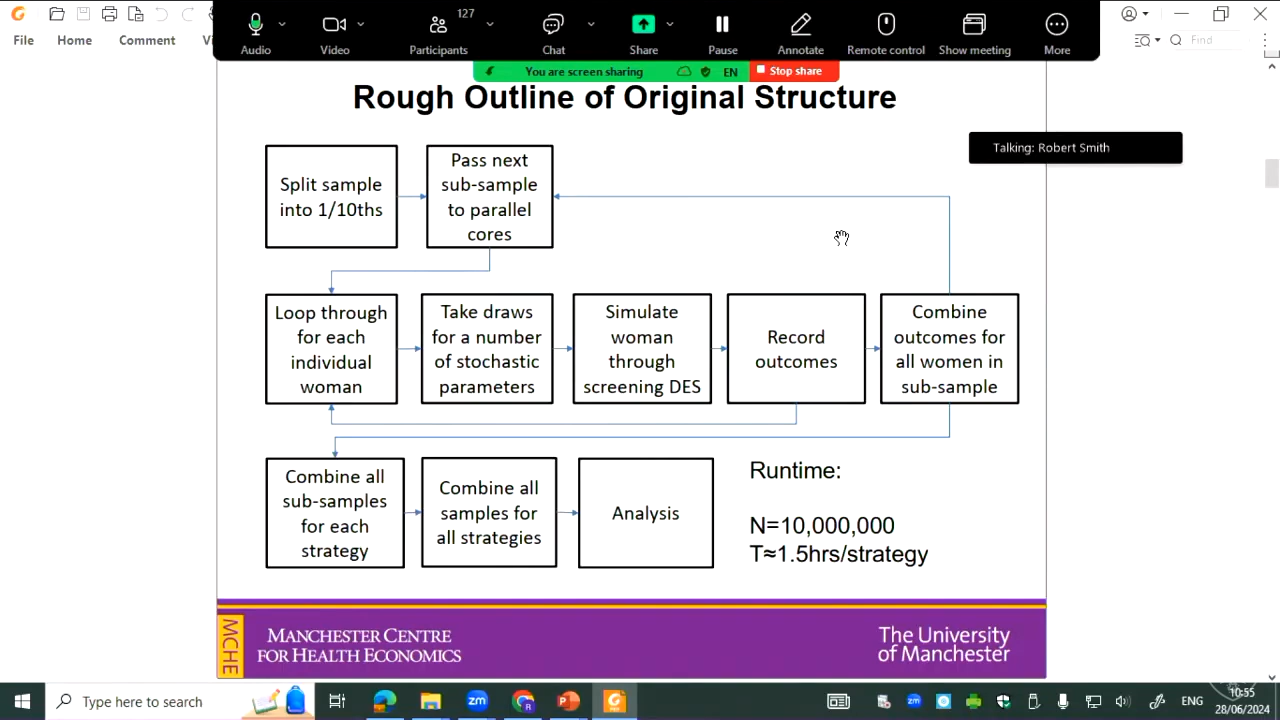 127
Audio
Video
Participants
Chat
Share
Pause
Annotate
Remote control
Show meeting
More
File
Home
Comment
Find
You are screen sharing
EN
Stop share
Talking: Robert Smith
Rough Outline of Original Structure
Split sample
into 1/10ths
Pass next
sub-sample
to parallel
cores
Loop through
for each
individual
woman
Take draws
for a number
of stochastic
parameters
Simulate
woman
through
screening DES
Record
outcomes
Combine
outcomes for
all women in
sub-sample
Combine all
sub-samples
for each
strategy
Combine all
samples for
all strategies
Analysis
Runtime:
N=10,000,000
T≈1.5hrs/strategy
MCHE
MANCHESTER CENTRE
FOR HEALTH ECONOMICS
The University
of Manchester
Type here to search
zm
R
P
zm
ENG
10:55
28/06/2024